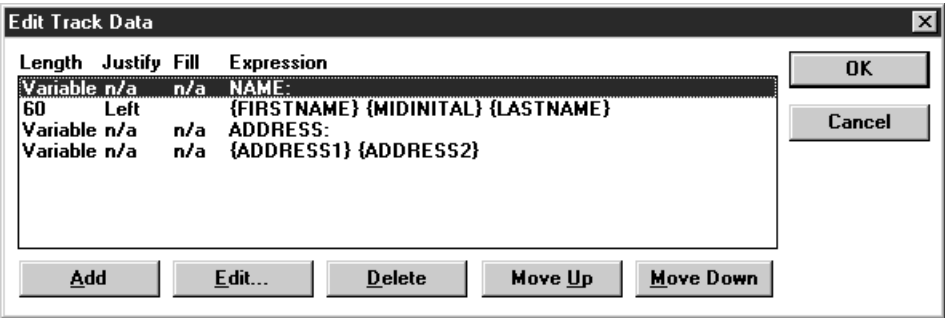 Edit Track Data
Length Justify Fill Expression
Variable n/a n/a NAME:
60 Left {FIRSTNAME} {MIDINITAL} {LASTNAME}
Variable n/a n/a ADDRESS:
Variable n/a n/a {ADDRESS1} {ADDRESS2}
OK
Cancel
Add Edit... Delete Move Up Move Down